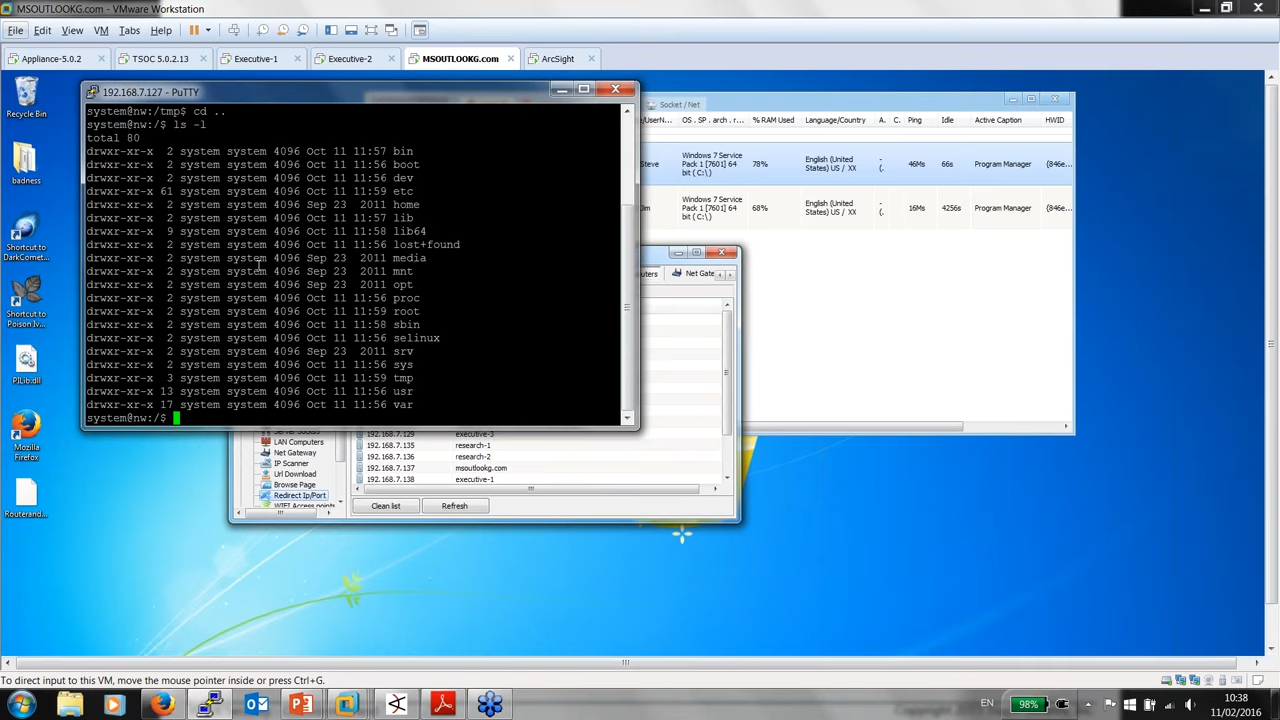 MSOUTLOOKG.com - VMware Workstation
File Edit View VM Tabs Help
Appliance-5.0.2 TSOC 5.0.2.13 Executive-1 Executive-2 MSOUTLOOKG.com ArcSight
Recycle Bin
badness
Shortcut to
DarkComet...
Shortcut to
Poison Iv...
PILib.dll
Mozilla
Firefox
Routerand...
192.168.7.127 - PuTTY
system@nw:/tmp$ cd ..
system@nw:/$ ls -l
total 80
drwxr-xr-x 2 system system 4096 Oct 11 11:57 bin
drwxr-xr-x 2 system system 4096 Oct 11 11:56 boot
drwxr-xr-x 2 system system 4096 Oct 11 11:56 dev
drwxr-xr-x 61 system system 4096 Oct 11 11:59 etc
drwxr-xr-x 2 system system 4096 Sep 23 2011 home
drwxr-xr-x 2 system system 4096 Oct 11 11:57 lib
drwxr-xr-x 9 system system 4096 Oct 11 11:58 lib64
drwxr-xr-x 2 system system 4096 Oct 11 11:56 lost+found
drwxr-xr-x 2 system system 4096 Sep 23 2011 media
drwxr-xr-x 2 system system 4096 Sep 23 2011 mnt
drwxr-xr-x 2 system system 4096 Sep 23 2011 opt
drwxr-xr-x 2 system system 4096 Oct 11 11:56 proc
drwxr-xr-x 2 system system 4096 Oct 11 11:59 root
drwxr-xr-x 2 system system 4096 Oct 11 11:58 sbin
drwxr-xr-x 2 system system 4096 Oct 11 11:56 selinux
drwxr-xr-x 2 system system 4096 Sep 23 2011 srv
drwxr-xr-x 2 system system 4096 Oct 11 11:56 sys
drwxr-xr-x 3 system system 4096 Oct 11 11:59 tmp
drwxr-xr-x 13 system system 4096 Oct 11 11:56 usr
drwxr-xr-x 17 system system 4096 Oct 11 11:56 var
system@nw:/$
Socket / Net
/UserN... OS . SP . arch . r... % RAM Used Language/Country A. C. Ping Idle Active Caption HWID
Steve Windows 7 Service Pack 1 [7601] 64 bit ( C:\ ) 78% English (United States) US / XX - (. 46Ms 66s Program Manager {846e...
Windows 7 Service Pack 1 [7601] 64 bit ( C:\ ) 68% English (United States) US / XX - (. 16Ms 4256s Program Manager {846e...
Net Gate
LAN Computers
Net Gateway
IP Scanner
Url Download
Browse Page
Redirect Ip/Port
WIFI Access points
192.168.7.129 executive-3
192.168.7.135 research-1
192.168.7.136 research-2
192.168.7.137 msoutlookg.com
192.168.7.138 executive-1
Clean list Refresh
To direct input to this VM, move the mouse pointer inside or press Ctrl+G.
EN 98% 10:38
11/02/2016